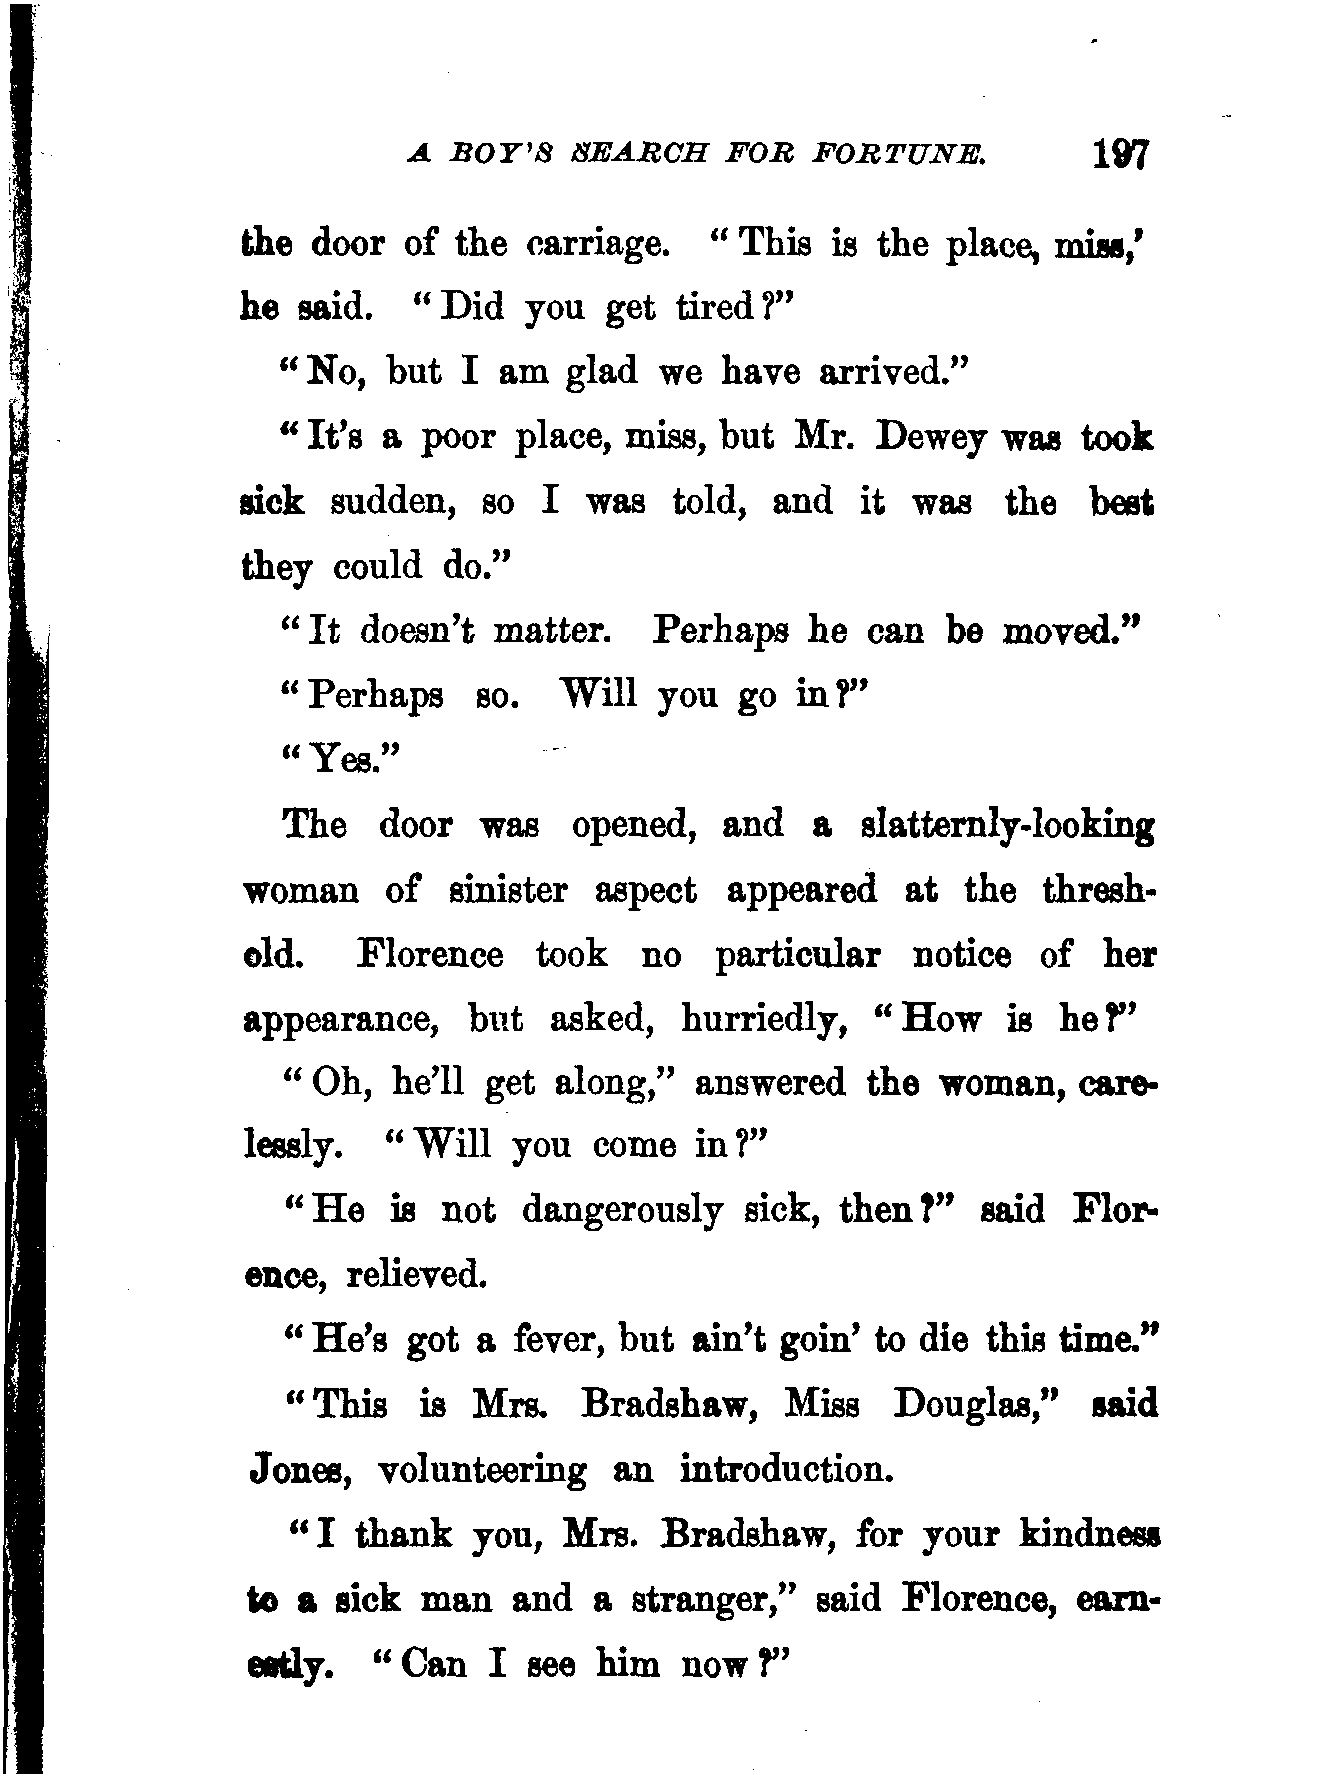 A BOY'S SEARCH FOR FORTUNE. 197
the door of the carriage. "This is the place, miss,'
he said. "Did you get tired?"
"No, but I am glad we have arrived."
"It's a poor place, miss, but Mr. Dewey was took
sick sudden, so I was told, and it was the best
they could do."
"It doesn't matter. Perhaps he can be moved."
"Perhaps so. Will you go in?"
"Yes."
The door was opened, and a slatternly-looking
woman of sinister aspect appeared at the thresh-
old. Florence took no particular notice of her
appearance, but asked, hurriedly, "How is he?"
"Oh, he'll get along," answered the woman, care-
lessly. "Will you come in?"
"He is not dangerously sick, then?" said Flor-
ence, relieved.
"He's got a fever, but ain't goin' to die this time."
"This is Mrs. Bradshaw, Miss Douglas," said
Jones, volunteering an introduction.
"I thank you, Mrs. Bradshaw, for your kindness
to a sick man and a stranger," said Florence, earn-
estly. "Can I see him now?"